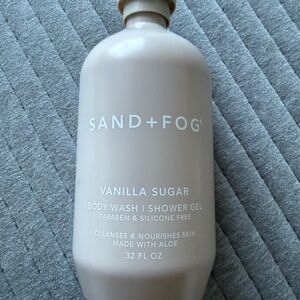 SAND+FOG®
VANILLA SUGAR
BODY WASH | SHOWER GEL
PARABEN & SILICONE FREE
CLEANSES & NOURISHES SKIN
MADE WITH ALOE
32 FL OZ